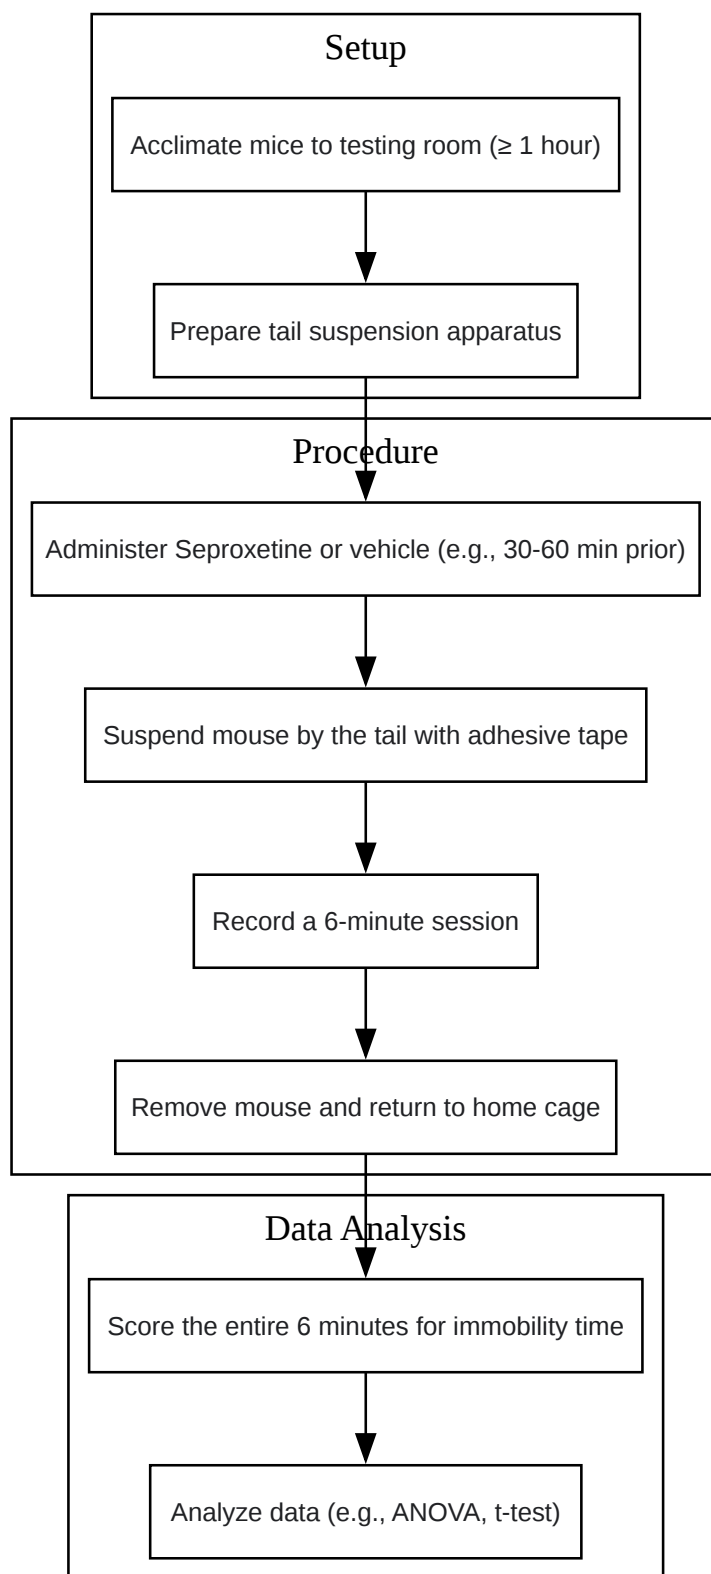 Setup
Acclimate mice to testing room (≥ 1 hour)
Prepare tail suspension apparatus
Procedure
Administer Seproxetine or vehicle (e.g., 30-60 min prior)
Suspend mouse by the tail with adhesive tape
Record a 6-minute session
Remove mouse and return to home cage
Data Analysis
Score the entire 6 minutes for immobility time
Analyze data (e.g., ANOVA, t-test)